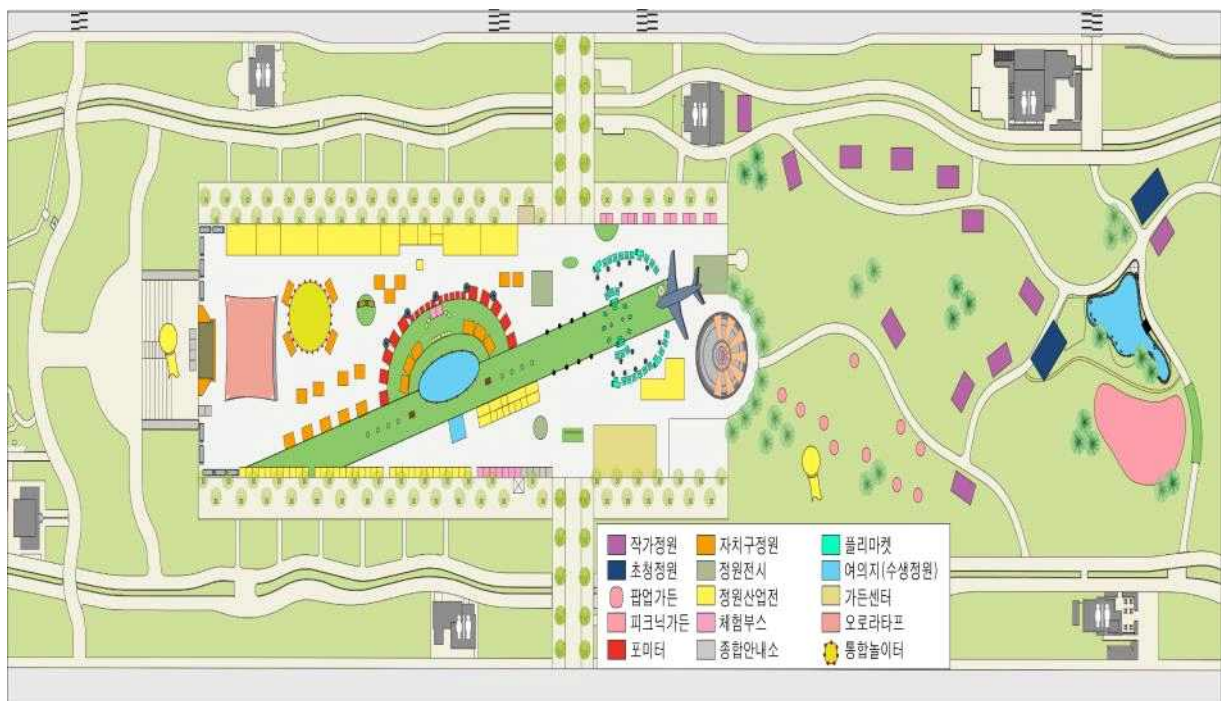 작가정원 자치구정원 플리마켓
초청정원 정원전시 여의지(수생정원)
팝업가든 정원산업전 가든센터
피크닉가든 체험부스 오로라타프
포미터 종합안내소 통합놀이터